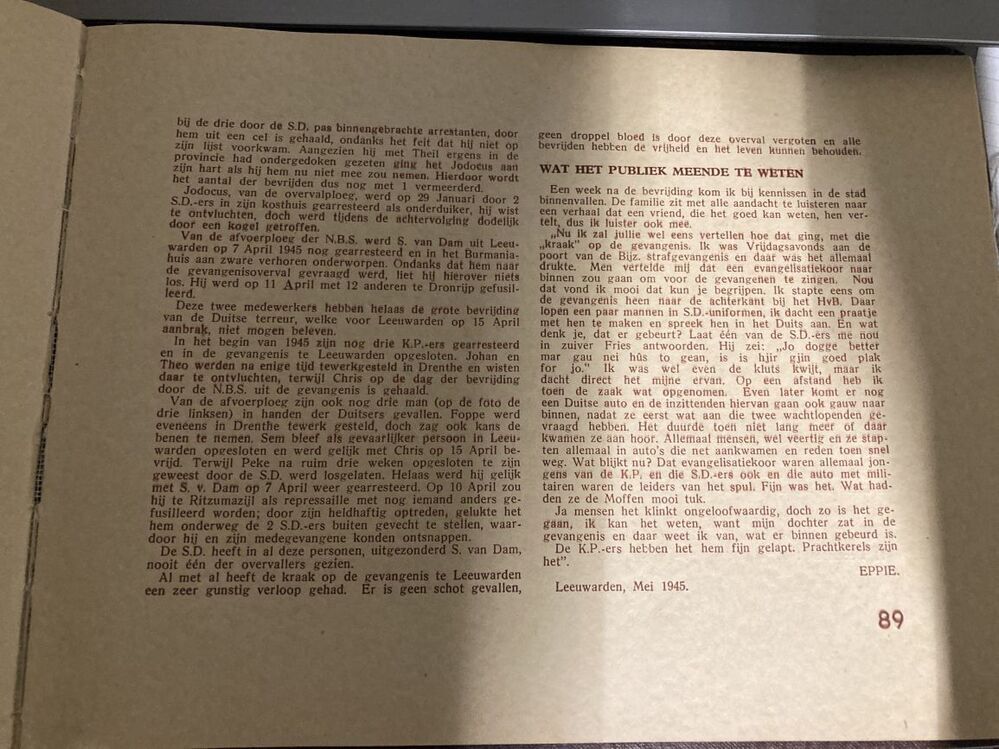 bij de drie door de S.D. pas binnengebrachte arrestanten, door
hem uit een cel is gehaald, ondanks het feit dat hij niet op
zijn lijst voorkwam. Aangezien hij met Theil ergens in de
provincie had ondergedoken gezeten ging het Jodocus aan
zijn hart als hij hem nu niet mee zou nemen. Hierdoor wordt
het aantal der bevrijden dus nog met 1 vermeerderd.
Jodocus, van de overvalploeg, werd op 29 Januari door 2
S.D.-ers in zijn kosthuis gearresteerd als onderduiker, hij wist
te ontvluchten, doch werd tijdens de achtervolging dodelijk
door een kogel getroffen.
Van de afvoerploeg der N.B.S. werd S. van Dam uit Leeu-
warden op 7 April 1945 nog gearresteerd en in het Burmania-
huis aan zware verhoren onderworpen. Ondanks dat hem naar
de gevangenisoverval gevraagd werd, liet hij hierover niets
los. Hij werd op 11 April met 12 anderen te Dronrijp gefusil-
leerd.
Deze twee medewerkers hebben helaas de grote bevrijding
van de Duitse terreur, welke voor Leeuwarden op 15 April
aanbrak, niet mogen beleven.
In het begin van 1945 zijn nog drie K.P.-ers gearresteerd
en in de gevangenis te Leeuwarden opgesloten. Johan en
Theo werden na enige tijd tewerkgesteld in Drenthe en wisten
daar te ontvluchten, terwijl Chris op de dag der bevrijding
door de N.B.S. uit de gevangenis is gehaald.
Van de afvoerploeg zijn ook nog drie man (op de foto de
drie linksen) in handen der Duitsers gevallen. Foppe werd
eveneens in Drenthe tewerk gesteld, doch zag ook kans de
benen te nemen. Sem bleef als gevaarlijker persoon in Leeu-
warden opgesloten en werd gelijk met Chris op 15 April be-
vrijd. Terwijl Peke na ruim drie weken opgesloten te zijn
geweest door de S.D. werd losgelaten. Helaas werd hij gelijk
met S. v. Dam op 7 April weer gearresteerd. Op 10 April zou
hij te Ritzumazijl als represaille met nog iemand anders ge-
fusilleerd worden; door zijn heldhaftig optreden, gelukte het
hem onderweg de 2 S.D.-ers buiten gevecht te stellen, waar-
door hij en zijn medegevangene konden ontsnappen.
De S.D. heeft in al deze personen, uitgezonderd S. van Dam,
nooit één der overvallers gezien.
Al met al heeft de kraak op de gevangenis te Leeuwarden
een zeer gunstig verloop gehad. Er is geen schot gevallen,
geen droppel bloed is door deze overval vergoten en alle
bevrijden hebben de vrijheid en het leven kunnen behouden.
WAT HET PUBLIEK MEENDE TE WETEN
Een week na de bevrijding kom ik bij kennissen in de stad
binnenvallen. De familie zit met alle aandacht te luisteren naar
een verhaal dat een vriend, die het goed kan weten, hen ver-
telt, dus ik luister ook mee.
„Nu ik zal jullie wel eens vertellen hoe dat ging, met die
„kraak” op de gevangenis. Ik was Vrijdagsavonds aan de
poort van de Bijz. strafgevangenis en daar was het allemaal
drukte. Men vertelde mij dat een evangelisatiekoor naar
binnen zou gaan om voor de gevangenen te zingen. Nou
dat vond ik mooi dat kun je begrijpen. Ik stapte eens om
de gevangenis heen naar de achterkant bij het HvB. Daar
lopen een paar mannen in S.D.-uniformen, ik dacht een praatje
met hen te maken en spreek hen in het Duits aan. En wat
denk je, dat er gebeurt? Laat één van de S.D.-ers me nou
in zuiver Fries antwoorden. Hij zei: „Jo dogge better
mar gau nei hûs to gean, is is hjir gjin goed plak
for jo.” Ik was wel even de kluts kwijt, maar ik
dacht direct het mijne ervan. Op een afstand heb ik
toen de zaak wat opgenomen. Even later komt er nog
een Duitse auto en de inzittenden hiervan gaan ook gauw naar
binnen, nadat ze eerst wat aan die twee wachtlopenden ge-
vraagd hebben. Het duurde toen niet lang meer of daar
kwamen ze aan hoor. Allemaal mensen, wel veertig en ze stap-
ten allemaal in auto's die net aankwamen en reden toen snel
weg. Wat blijkt nu? Dat evangelisatiekoor waren allemaal jon-
gens van de K.P. en die S.D.-ers ook en die auto met mili-
tairen waren de leiders van het spul. Fijn was het. Wat had-
den ze de Moffen mooi tuk.
Ja mensen het klinkt ongeloofwaardig, doch zo is het ge-
gaan, ik kan het weten, want mijn dochter zat in de
gevangenis en daar weet ik van, wat er binnen gebeurd is.
De K.P.-ers hebben het hem fijn gelapt. Prachtkerels zijn
het”.
EPPIE.
Leeuwarden, Mei 1945.
89